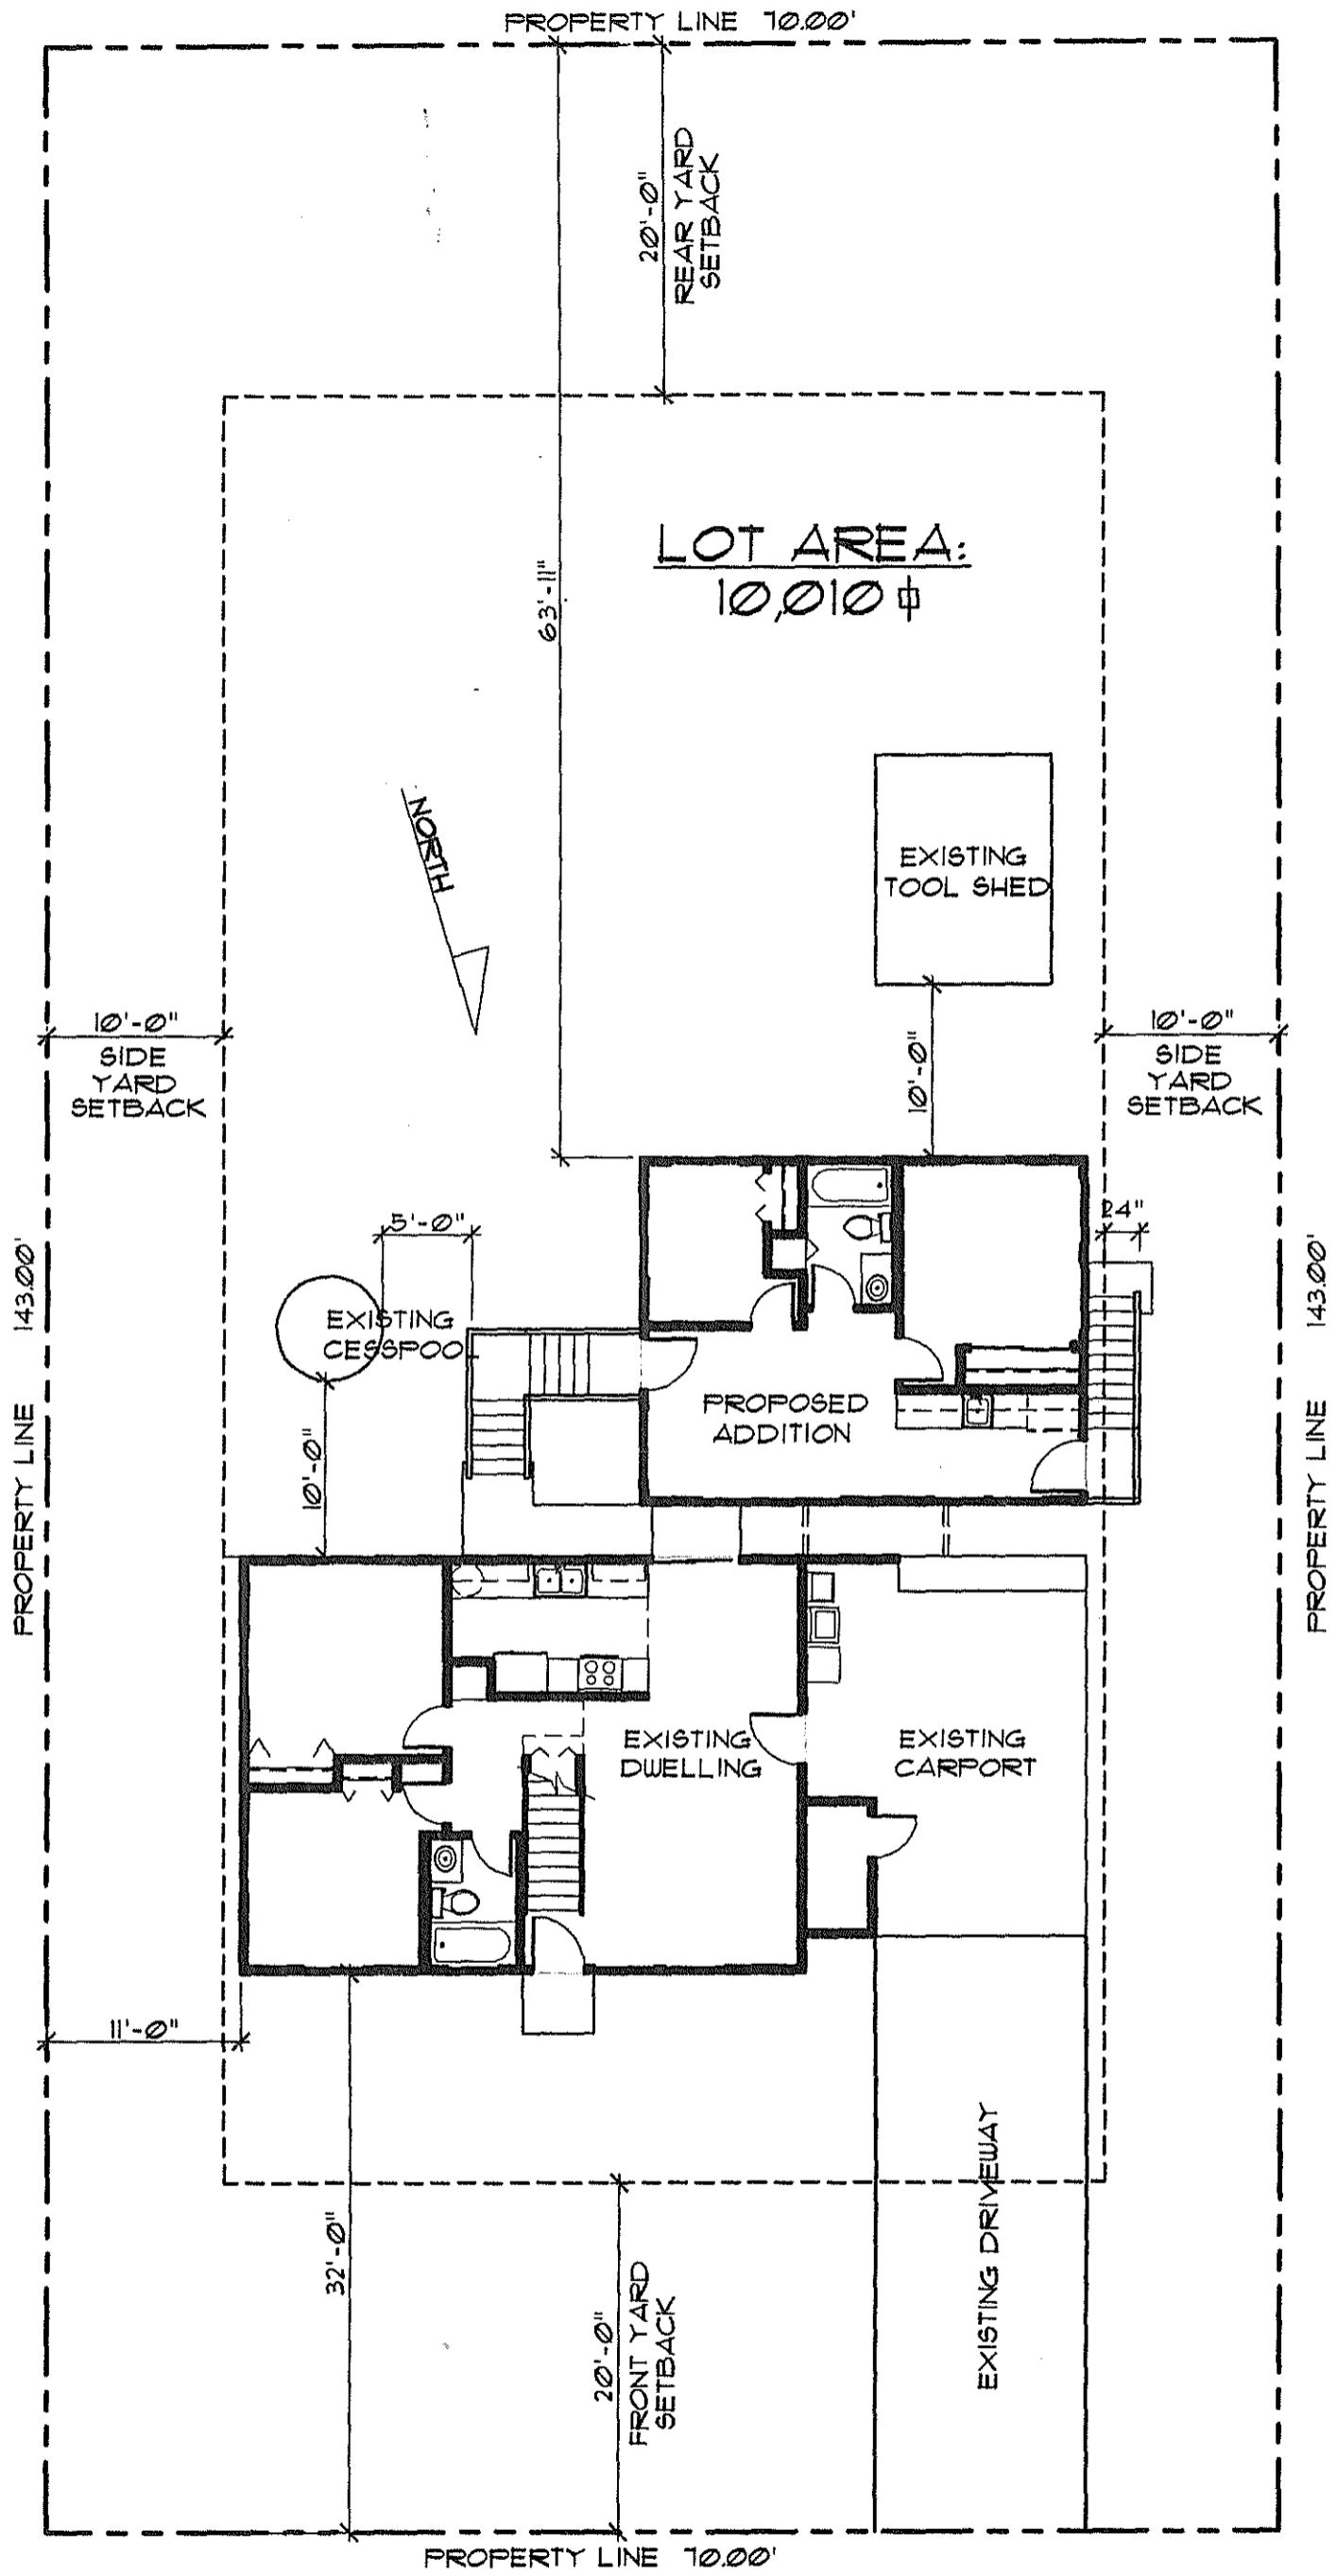 PROPERTY LINE 70.00'
20'-0"
REAR YARD
SETBACK
63'-11"
LOT AREA:
10,010
NORTH
EXISTING
TOOL SHED
10'-0"
SIDE
YARD
SETBACK
10'-0"
10'-0"
SIDE
YARD
SETBACK
24"
5'-0"
EXISTING
CESSPOO
10'-0"
PROPOSED
ADDITION
PROPERTY LINE 143.00'
PROPERTY LINE 143.00'
EXISTING
DWELLING
EXISTING
CARPORT
11'-0"
32'-0"
20'-0"
FRONT YARD
SETBACK
EXISTING DRIVEWAY
PROPERTY LINE 70.00'